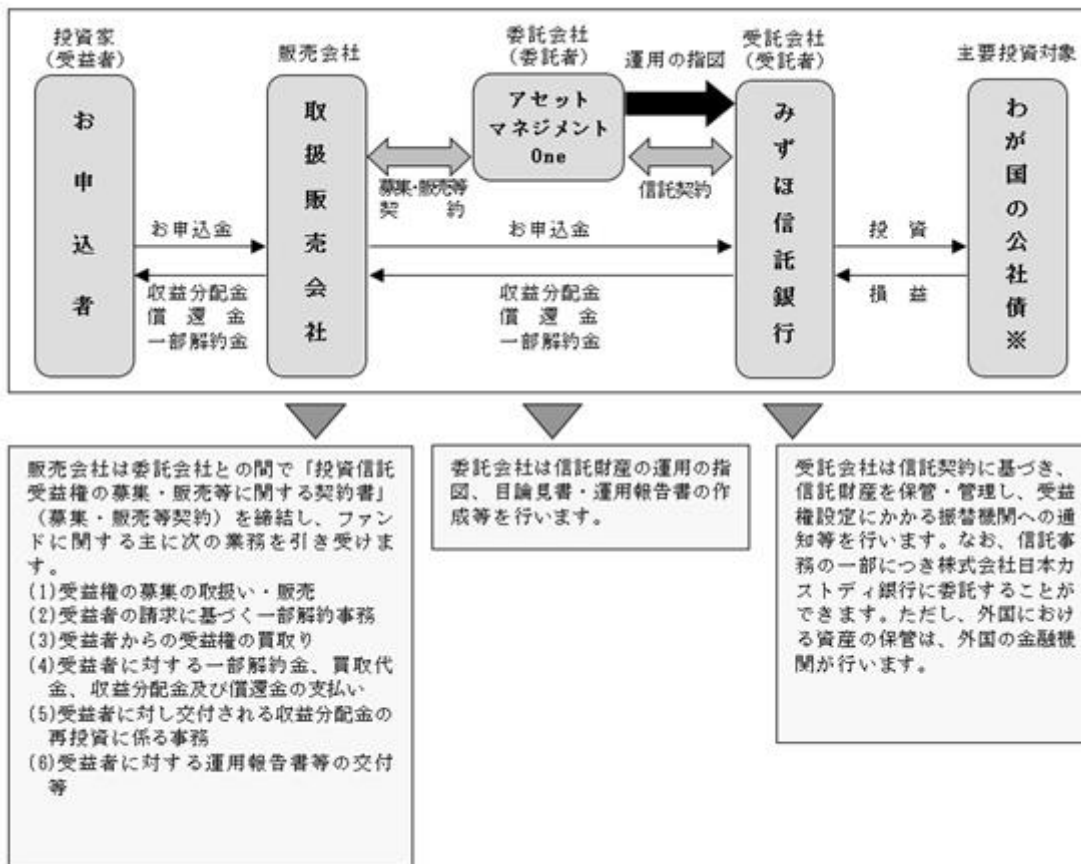 投資家
(受益者)
お申込者
販売会社
取扱販売会社
委託会社
(委託者)
アセット
マネジメント
One
運用の指図
受託会社
(受託者)
みずほ信託銀行
主要投資対象
わが国の公社債※
募集・販売等
契　　約
信託契約
お申込金
収益分配金
償　還　金
一部解約金
お申込金
収益分配金
償　還　金
一部解約金
投　資
損　益
販売会社は委託会社との間で「投資信託
受益権の募集・販売等に関する契約書」
（募集・販売等契約）を締結し、ファン
ドに関する主に次の業務を引き受けま
す。
(1)受益権の募集の取扱い・販売
(2)受益者の請求に基づく一部解約事務
(3)受益者からの受益権の買取り
(4)受益者に対する一部解約金、買取代
金、収益分配金及び償還金の支払い
(5)受益者に対し交付される収益分配金の
再投資に係る事務
(6)受益者に対する運用報告書等の交付
等
委託会社は信託財産の運用の指
図、目論見書・運用報告書の作
成等を行います。
受託会社は信託契約に基づき、
信託財産を保管・管理し、受益
権設定にかかる振替機関への通
知等を行います。なお、信託事
務の一部につき株式会社日本カ
ストディ銀行に委託することが
できます。ただし、外国におけ
る資産の保管は、外国の金融機
関が行います。